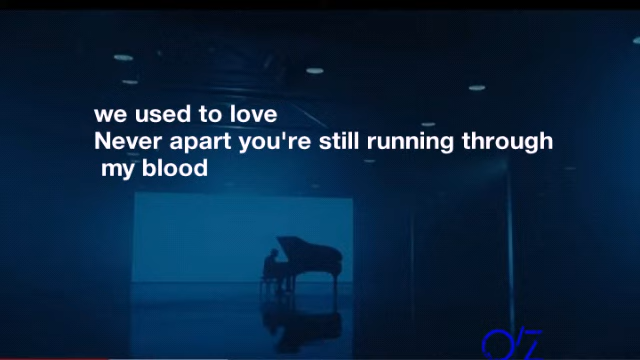 we used to love
Never apart you're still running through
my blood